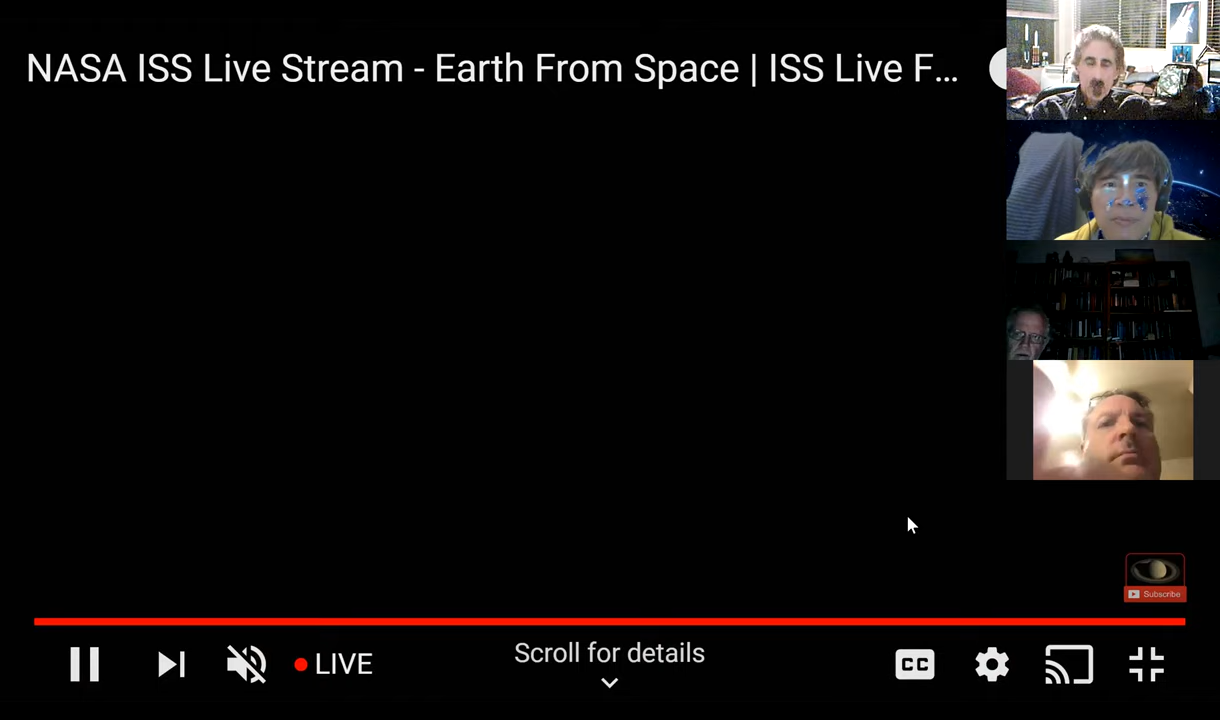 NASA ISS Live Stream - Earth From Space | ISS Live F...
Subscribe
LIVE
Scroll for details
CC